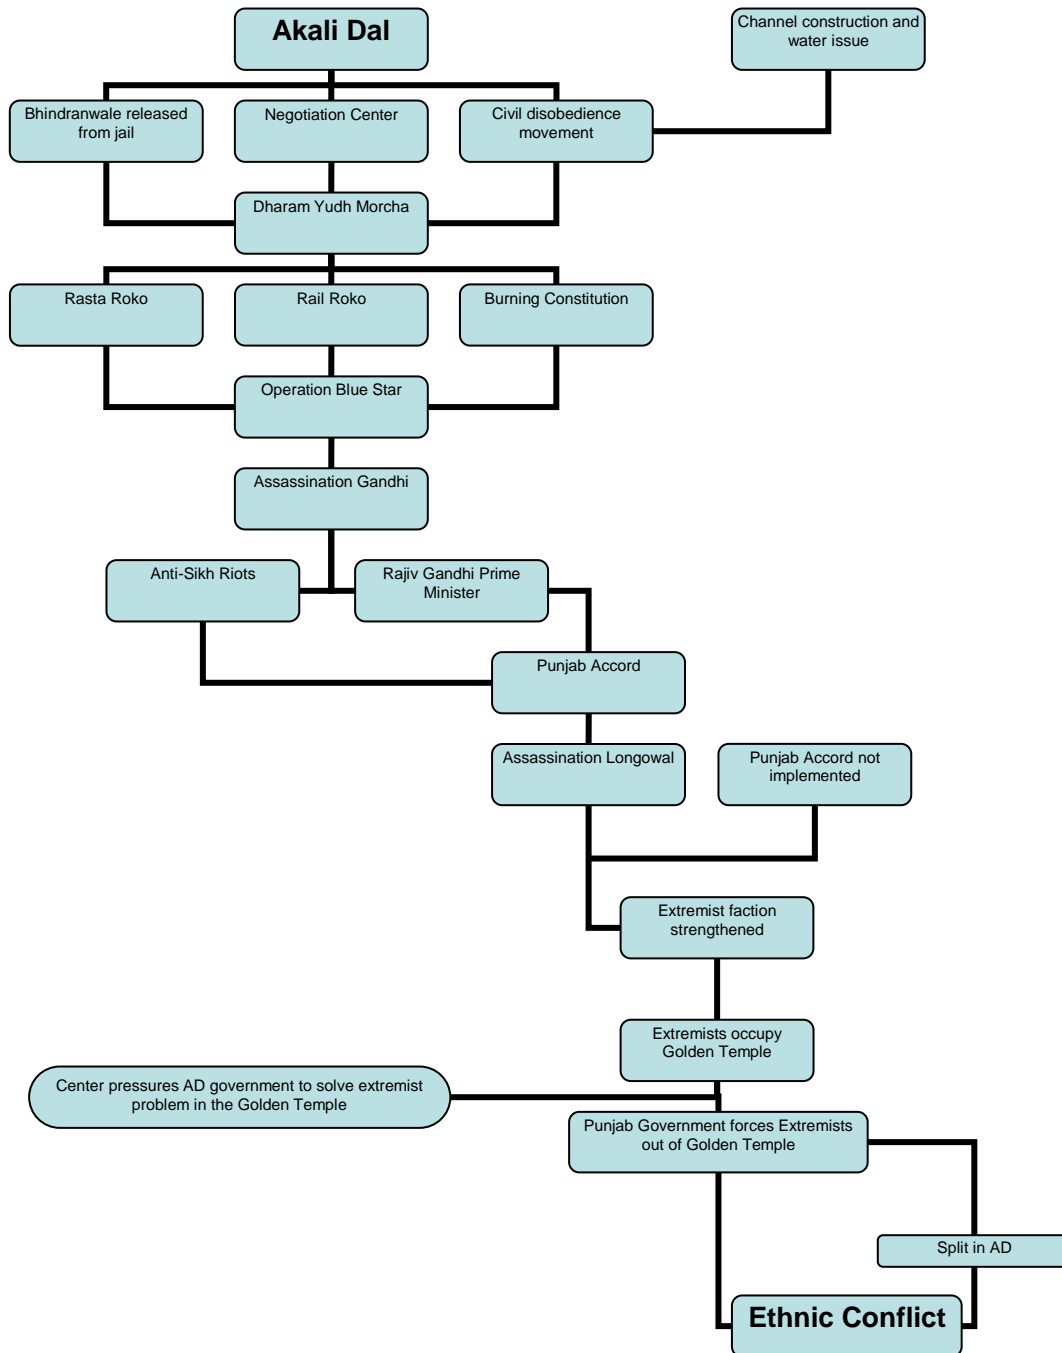 Akali Dal
Channel construction and
water issue
Bhindranwale released
from jail
Negotiation Center
Civil disobedience
movement
Dharam Yudh Morcha
Rasta Roko
Rail Roko
Burning Constitution
Operation Blue Star
Assassination Gandhi
Anti-Sikh Riots
Rajiv Gandhi Prime
Minister
Punjab Accord
Assassination Longowal
Punjab Accord not
implemented
Extremist faction
strengthened
Extremists occupy
Golden Temple
Center pressures AD government to solve extremist
problem in the Golden Temple
Punjab Government forces Extremists
out of Golden Temple
Split in AD
Ethnic Conflict